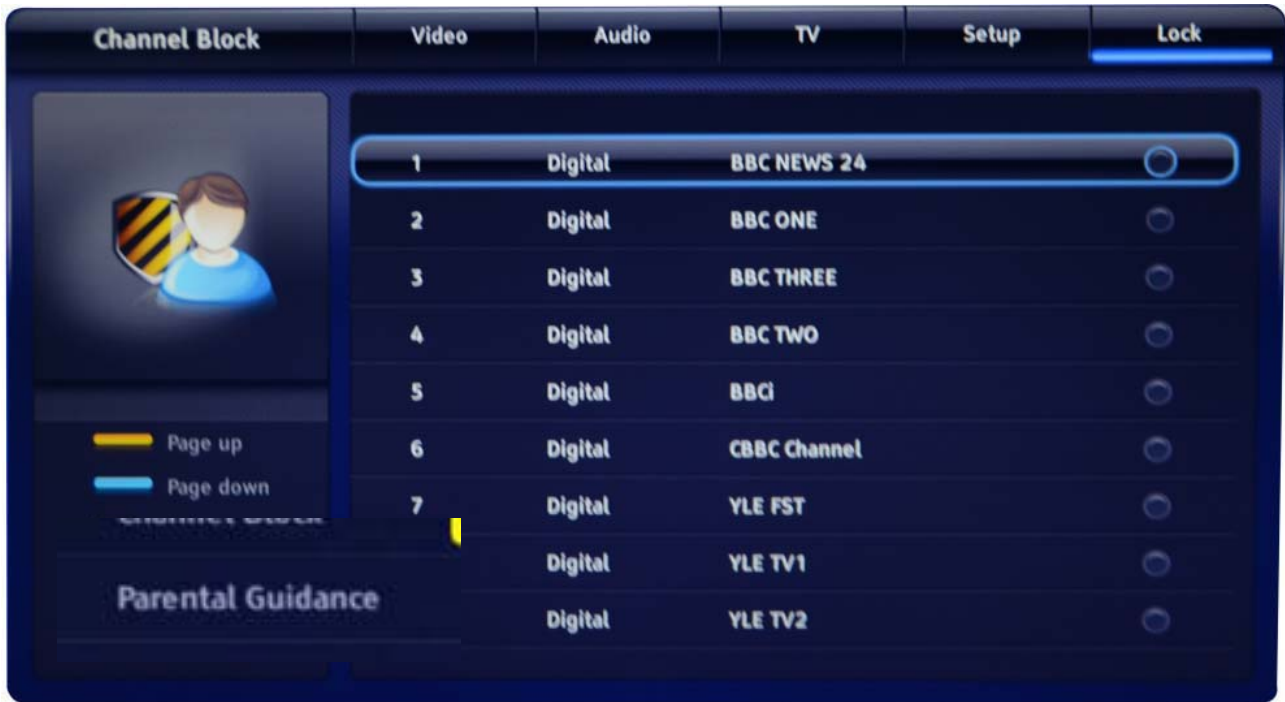 Channel Block Video Audio TV Setup Lock
1 Digital BBC NEWS 24
2 Digital BBC ONE
3 Digital BBC THREE
4 Digital BBC TWO
5 Digital BBCi
6 Digital CBBC Channel
7 Digital YLE FST
Digital YLE TV1
Digital YLE TV2
Page up
Page down
Channel Block
Parental Guidance